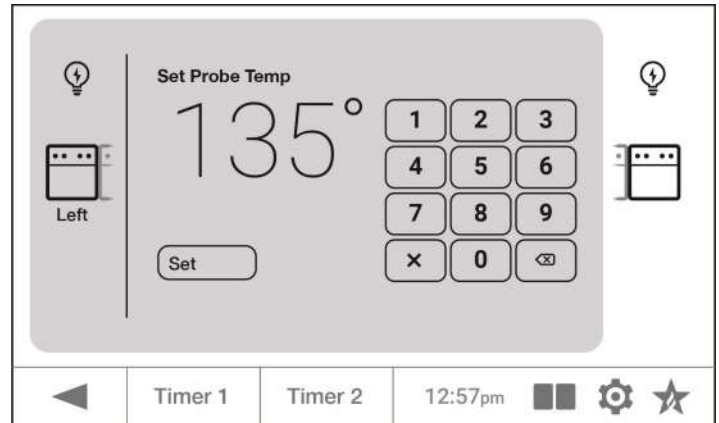 Set Probe Temp
135°
1 2 3
4 5 6
Left
7 8 9
Set
× 0
Timer 1 Timer 2 12:57pm